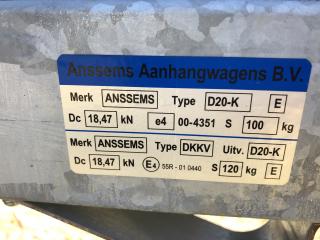 Anssems Aanhangwagens B.V.
Merk ANSSEMS Type D20-K E
Dc 18,47 kN e4 00-4351 S 100 kg
Merk ANSSEMS Type DKKV Uitv. D20-K
Dc 18,47 kN E4 55R-01 0440 S 120 kg E